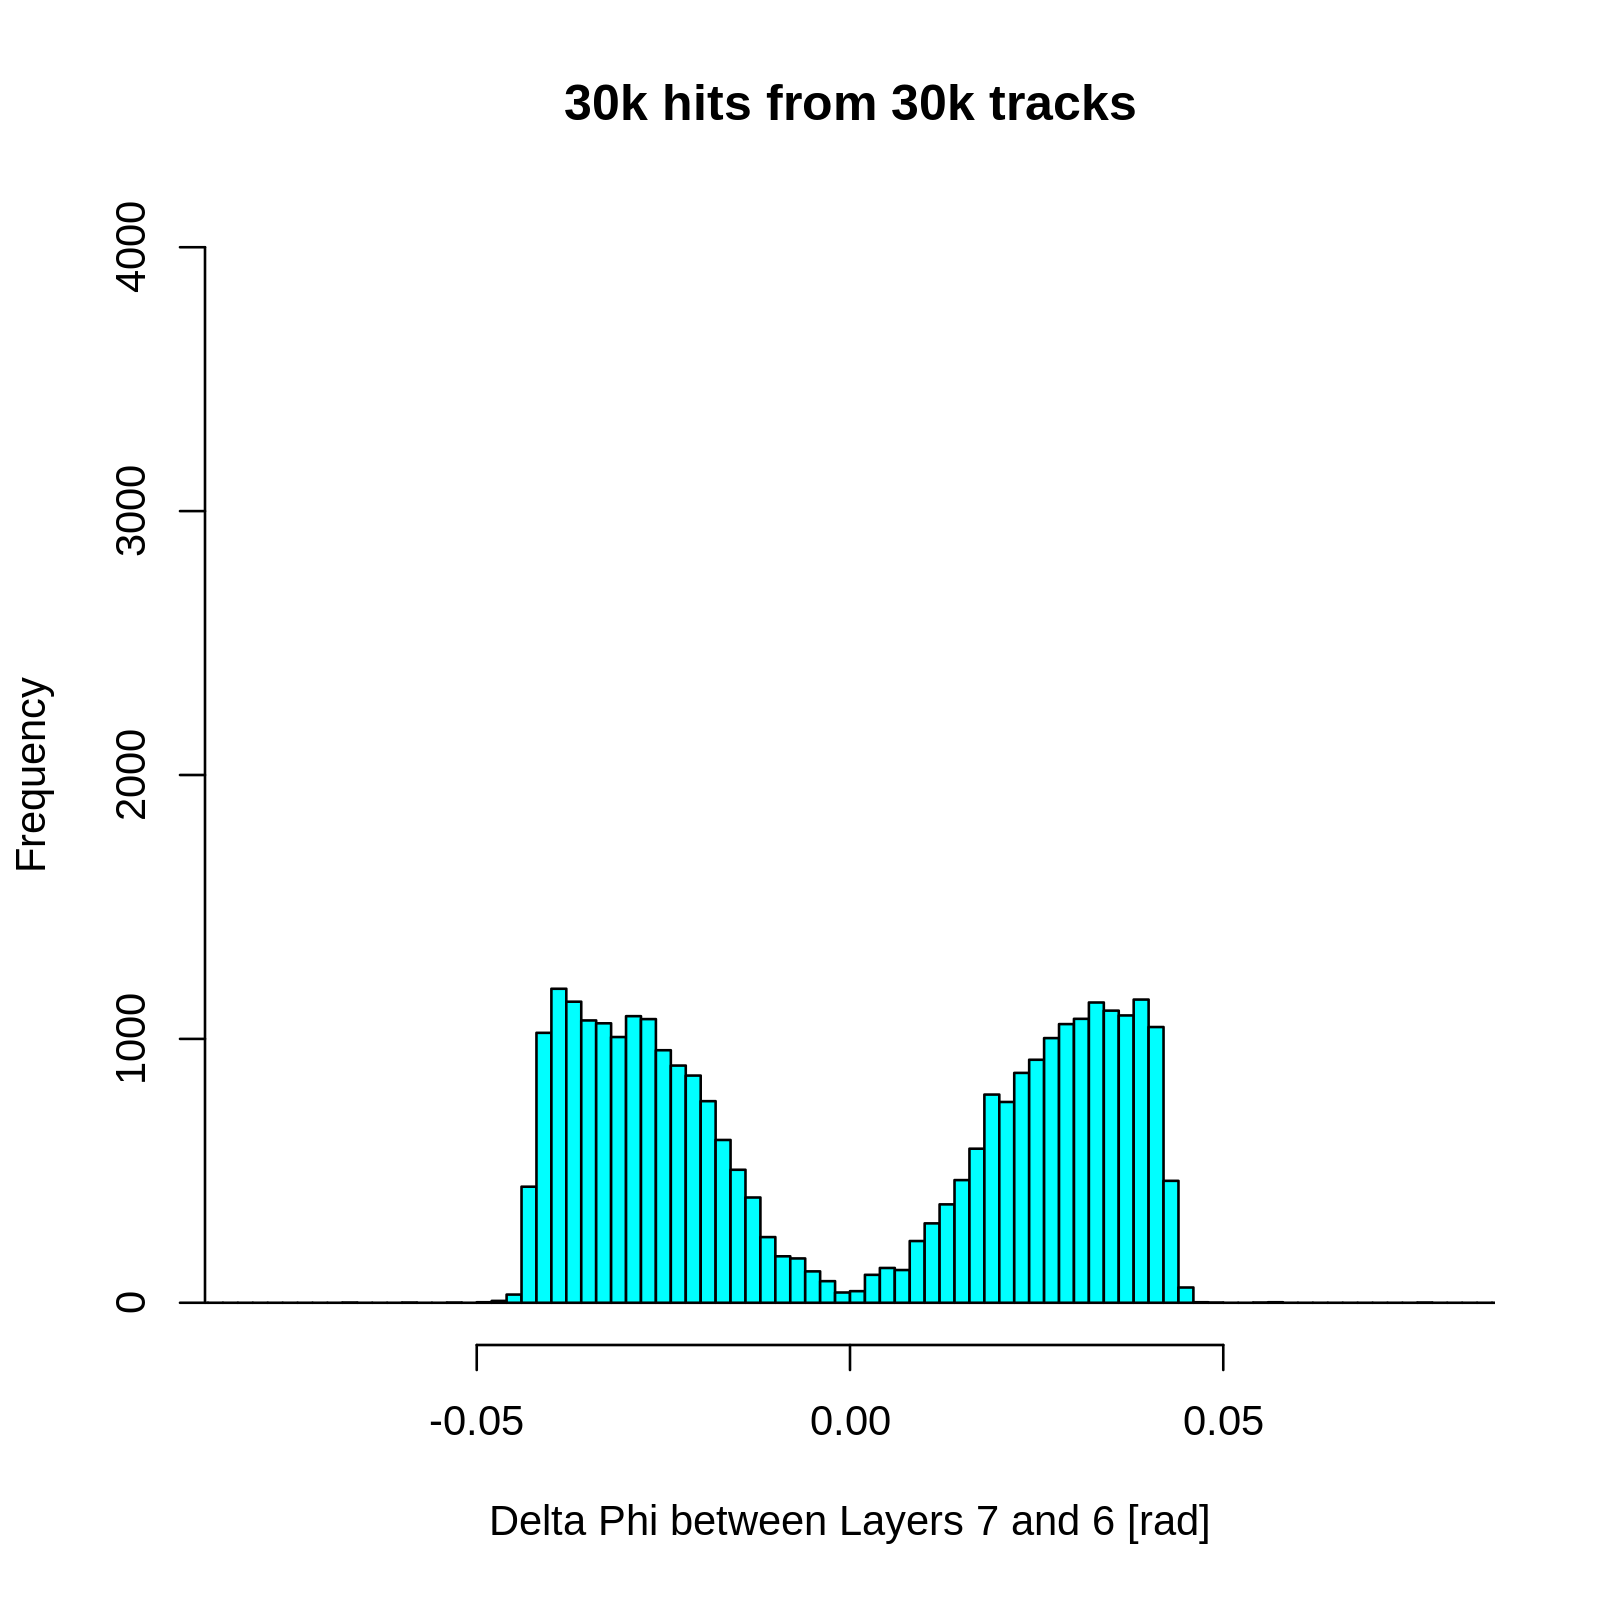 30k hits from 30k tracks
4000
3000
2000
1000
0
Frequency
-0.05 0.00 0.05
Delta Phi between Layers 7 and 6 [rad]